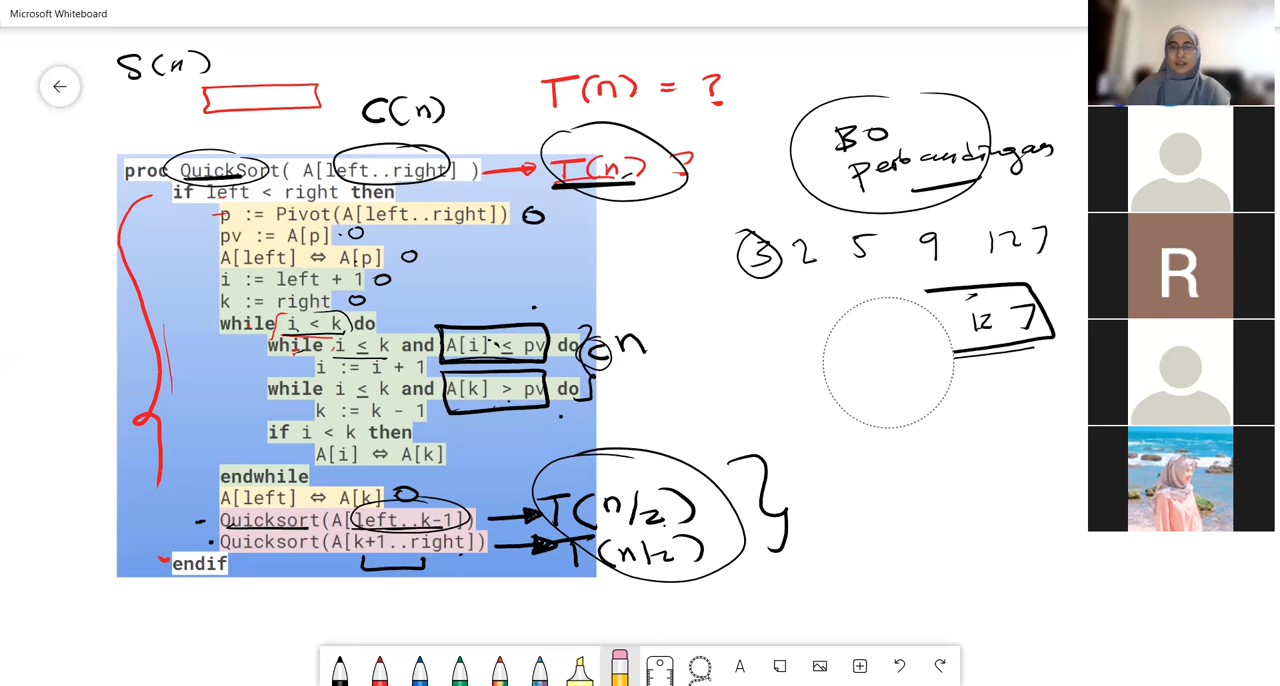 Microsoft Whiteboard
S(n)
T(n) = ?
C(n)
BO
Perbandingan
proc QuickSort( A[left..right] ) T(n) ?
if left < right then
p := Pivot(A[left..right]) 0
pv := A[p] 0
A[left] ⇔ A[p] 0
i := left + 1 0
k := right 0
3 2 5 9 12 7
while i < k do
12 7
while i ≤ k and A[i] ≤ pv do
i := i + 1
cn
while i ≤ k and A[k] > pv do
k := k - 1
if i < k then
A[i] ⇔ A[k]
endwhile
A[left] ⇔ A[k] 0
Quicksort(A[left..k-1]) T(n/2)
Quicksort(A[k+1..right]) T(n/2)
endif
R
A